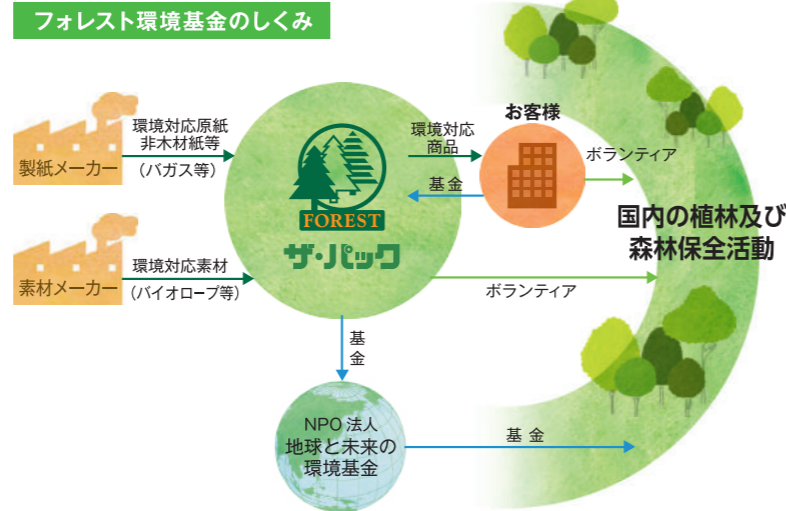 フォレスト環境基金のしくみ
製紙メーカー
環境対応原紙
非木材紙等
（バガス等）
素材メーカー
環境対応素材
（バイオロープ等）
FOREST
ザ・パック
環境対応
商品
基金
お客様
ボランティア
ボランティア
国内の植林及び
森林保全活動
基
金
NPO 法人
地球と未来の
環境基金
基 金